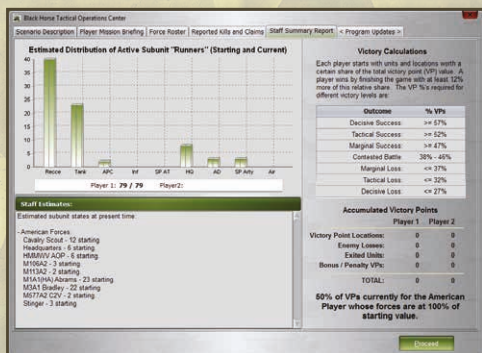 Black Horse Tactical Operations Center
Scenario Description
Player Mission Briefing
Force Roster
Reported Kills and Claims
Staff Summary Report
< Program Updates >
Estimated Distribution of Active Subunit "Runners" (Starting and Current)
40
35
30
25
20
15
10
5
0
Recce
Tank
APC
Inf
SP AT
HG
AD
SP Arty
Air
Player 1: 79 / 79 Player2:
Staff Estimates:
Estimated subunit states at present time:
- American Forces:
Cavalry Scout - 12 starting.
Headquarters - 6 starting.
HMMWV AOP - 6 starting.
M106A2 - 3 starting.
M113A2 - 2 starting.
M1A1(HA) Abrams - 23 starting.
M3A1 Bradley - 22 starting.
M577A2 C2V - 2 starting.
Stinger - 3 starting.
Victory Calculations
Each player starts with units and locations worth a
certain share of the total victory point (VP) value. A
player wins by finishing the game with at least 12%
more of this relative share. The VP %'s required for
different victory levels are:
Outcome % VPs
Decisive Success: >= 57%
Tactical Success: >= 52%
Marginal Success: >= 47%
Contested Battle: 38% - 46%
Marginal Loss: <= 37%
Tactical Loss: <= 32%
Decisive Loss: <= 27%
Accumulated Victory Points
Player 1 Player 2
Victory Point Locations: 0 0
Enemy Losses: 0 0
Exited Units: 0 0
Bonus / Penalty VPs: 0 0
TOTAL: 0 0
50% of VPs currently for the American
Player whose forces are at 100% of
starting value.
Proceed